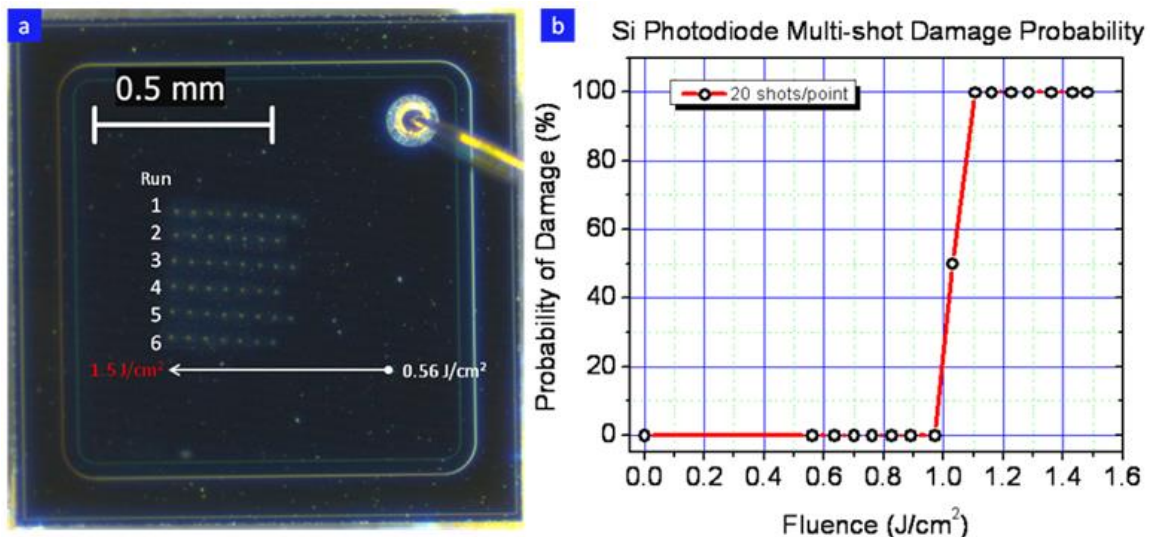 a
0.5 mm
Run
1
2
3
4
5
6
1.5 J/cm²
0.56 J/cm²
b
Si Photodiode Multi-shot Damage Probability
20 shots/point
Probability of Damage (%)
100
80
60
40
20
0
0.0 0.2 0.4 0.6 0.8 1.0 1.2 1.4 1.6
Fluence (J/cm²)